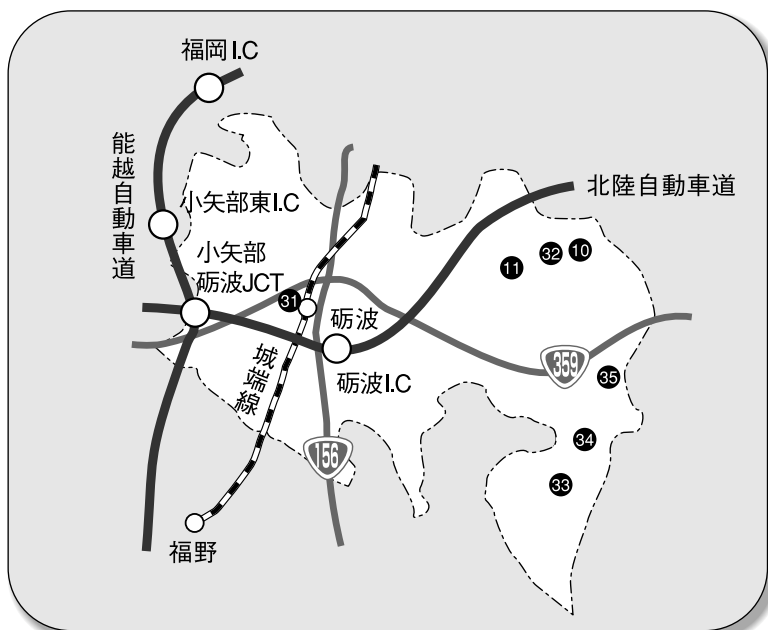 福岡I.C
能越自動車道
北陸自動車道
小矢部東I.C
小矢部
砺波JCT
11
32
10
31
砺波
359
城端線
砺波I.C
35
156
34
33
福野